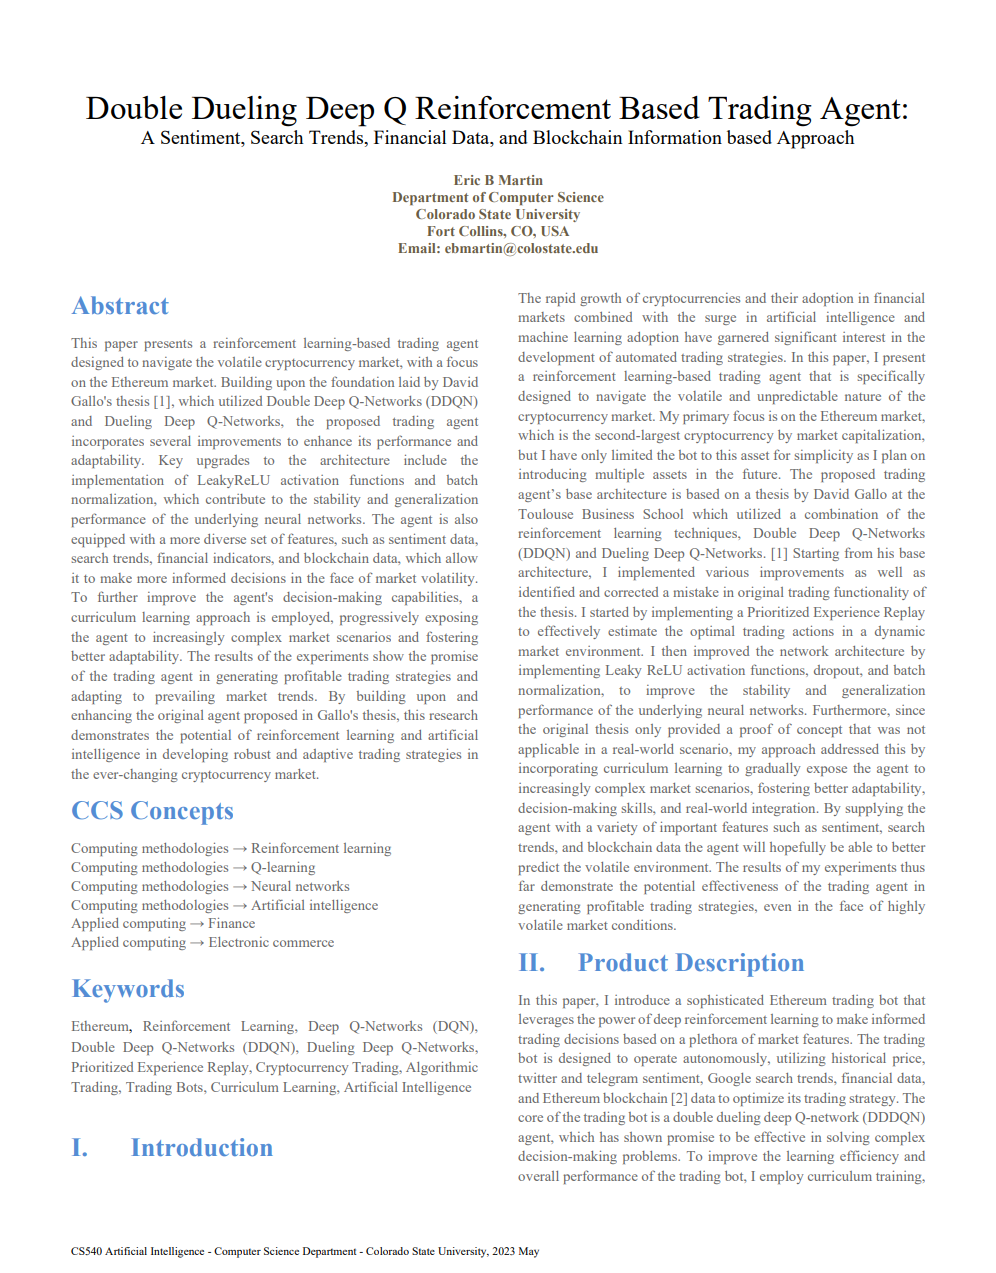 Double Dueling Deep Q Reinforcement Based Trading Agent:
A Sentiment, Search Trends, Financial Data, and Blockchain Information based Approach
Eric B Martin
Department of Computer Science
Colorado State University
Fort Collins, CO, USA
Email: ebmartin@colostate.edu
Abstract
This paper presents a reinforcement learning-based trading agent
designed to navigate the volatile cryptocurrency market, with a focus
on the Ethereum market. Building upon the foundation laid by David
Gallo's thesis [1], which utilized Double Deep Q-Networks (DDQN)
and Dueling Deep Q-Networks, the proposed trading agent
incorporates several improvements to enhance its performance and
adaptability. Key upgrades to the architecture include the
implementation of LeakyReLU activation functions and batch
normalization, which contribute to the stability and generalization
performance of the underlying neural networks. The agent is also
equipped with a more diverse set of features, such as sentiment data,
search trends, financial indicators, and blockchain data, which allow
it to make more informed decisions in the face of market volatility.
To further improve the agent's decision-making capabilities, a
curriculum learning approach is employed, progressively exposing
the agent to increasingly complex market scenarios and fostering
better adaptability. The results of the experiments show the promise
of the trading agent in generating profitable trading strategies and
adapting to prevailing market trends. By building upon and
enhancing the original agent proposed in Gallo's thesis, this research
demonstrates the potential of reinforcement learning and artificial
intelligence in developing robust and adaptive trading strategies in
the ever-changing cryptocurrency market.
CCS Concepts
Computing methodologies → Reinforcement learning
Computing methodologies → Q-learning
Computing methodologies → Neural networks
Computing methodologies → Artificial intelligence
Applied computing → Finance
Applied computing → Electronic commerce
Keywords
Ethereum, Reinforcement Learning, Deep Q-Networks (DQN),
Double Deep Q-Networks (DDQN), Dueling Deep Q-Networks,
Prioritized Experience Replay, Cryptocurrency Trading, Algorithmic
Trading, Trading Bots, Curriculum Learning, Artificial Intelligence
I. Introduction
The rapid growth of cryptocurrencies and their adoption in financial
markets combined with the surge in artificial intelligence and
machine learning adoption have garnered significant interest in the
development of automated trading strategies. In this paper, I present
a reinforcement learning-based trading agent that is specifically
designed to navigate the volatile and unpredictable nature of the
cryptocurrency market. My primary focus is on the Ethereum market,
which is the second-largest cryptocurrency by market capitalization,
but I have only limited the bot to this asset for simplicity as I plan on
introducing multiple assets in the future. The proposed trading
agent’s base architecture is based on a thesis by David Gallo at the
Toulouse Business School which utilized a combination of the
reinforcement learning techniques, Double Deep Q-Networks
(DDQN) and Dueling Deep Q-Networks. [1] Starting from his base
architecture, I implemented various improvements as well as
identified and corrected a mistake in original trading functionality of
the thesis. I started by implementing a Prioritized Experience Replay
to effectively estimate the optimal trading actions in a dynamic
market environment. I then improved the network architecture by
implementing Leaky ReLU activation functions, dropout, and batch
normalization, to improve the stability and generalization
performance of the underlying neural networks. Furthermore, since
the original thesis only provided a proof of concept that was not
applicable in a real-world scenario, my approach addressed this by
incorporating curriculum learning to gradually expose the agent to
increasingly complex market scenarios, fostering better adaptability,
decision-making skills, and real-world integration. By supplying the
agent with a variety of important features such as sentiment, search
trends, and blockchain data the agent will hopefully be able to better
predict the volatile environment. The results of my experiments thus
far demonstrate the potential effectiveness of the trading agent in
generating profitable trading strategies, even in the face of highly
volatile market conditions.
II. Product Description
In this paper, I introduce a sophisticated Ethereum trading bot that
leverages the power of deep reinforcement learning to make informed
trading decisions based on a plethora of market features. The trading
bot is designed to operate autonomously, utilizing historical price,
twitter and telegram sentiment, Google search trends, financial data,
and Ethereum blockchain [2] data to optimize its trading strategy. The
core of the trading bot is a double dueling deep Q-network (DDDQN)
agent, which has shown promise to be effective in solving complex
decision-making problems. To improve the learning efficiency and
overall performance of the trading bot, I employ curriculum training,
CS540 Artificial Intelligence - Computer Science Department - Colorado State University, 2023 May